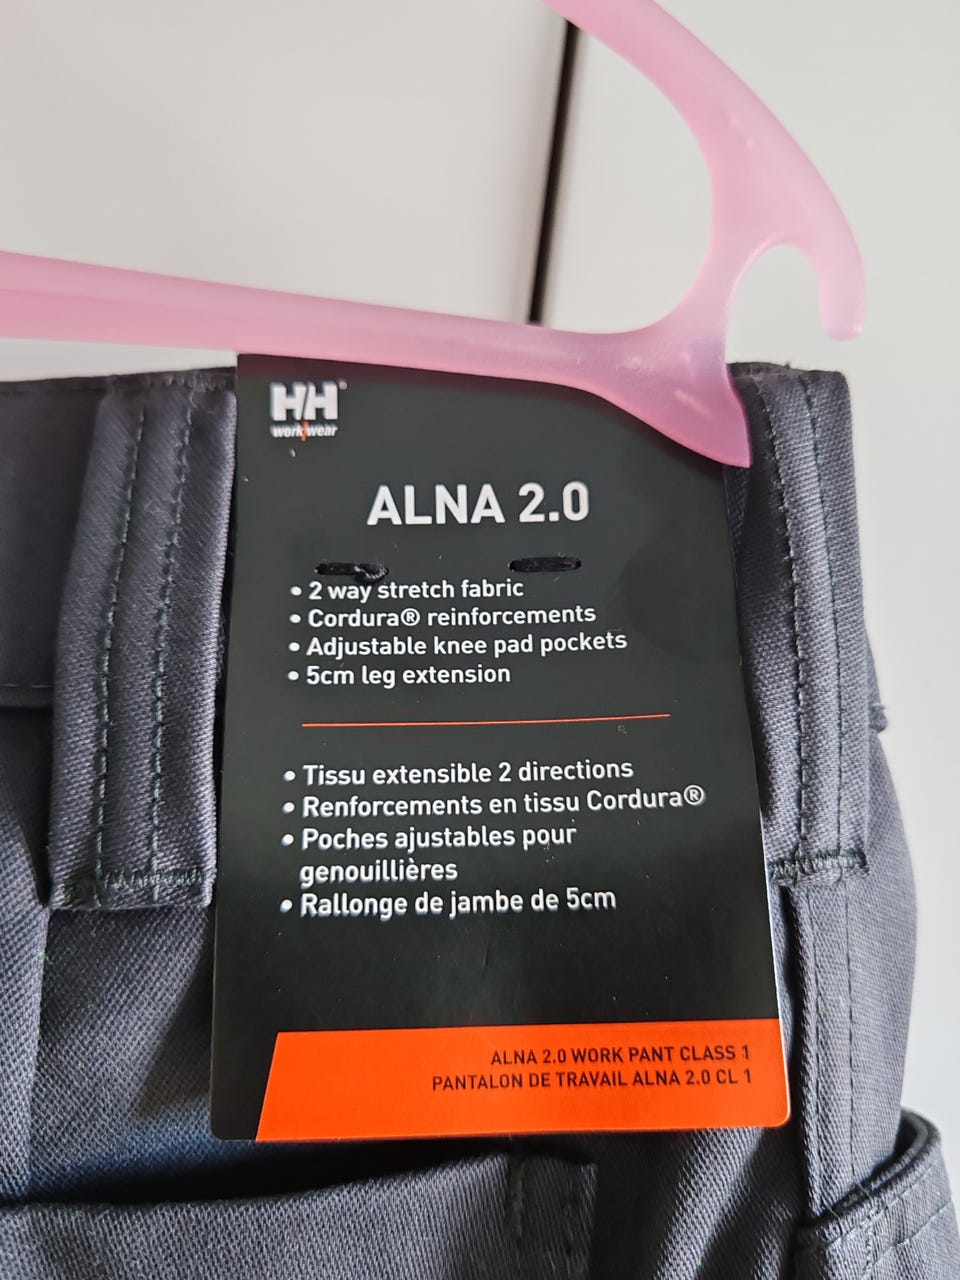 HH®
workwear
ALNA 2.0
• 2 way stretch fabric
• Cordura® reinforcements
• Adjustable knee pad pockets
• 5cm leg extension
• Tissu extensible 2 directions
• Renforcements en tissu Cordura®
• Poches ajustables pour
genouillières
• Rallonge de jambe de 5cm
ALNA 2.0 WORK PANT CLASS 1
PANTALON DE TRAVAIL ALNA 2.0 CL 1